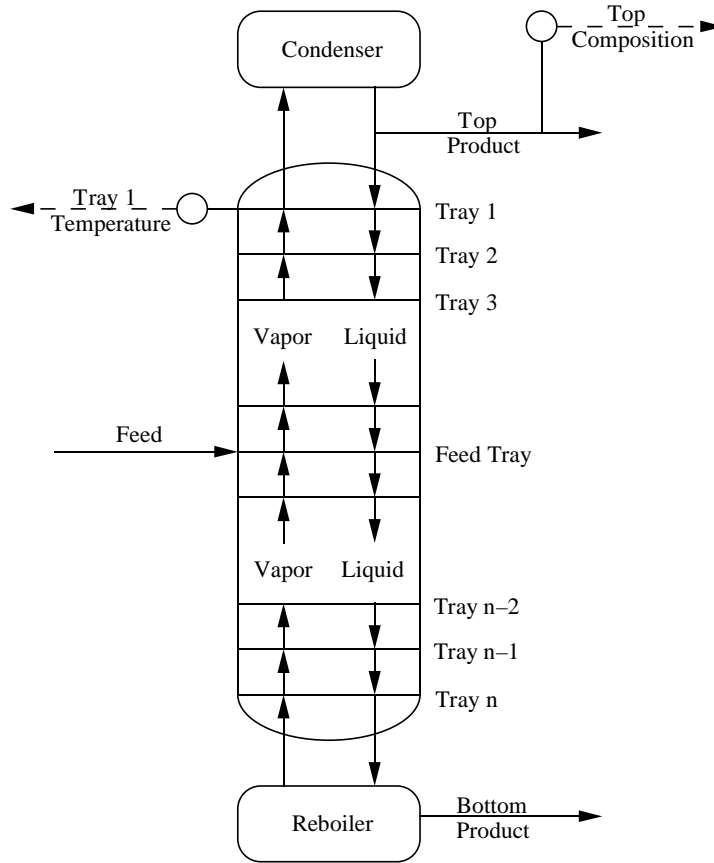 Top
Composition
Condenser
Top
Product
Tray 1
Temperature
Tray 1
Tray 2
Tray 3
Vapor
Liquid
Feed
Feed Tray
Vapor
Liquid
Tray n–2
Tray n–1
Tray n
Bottom
Product
Reboiler